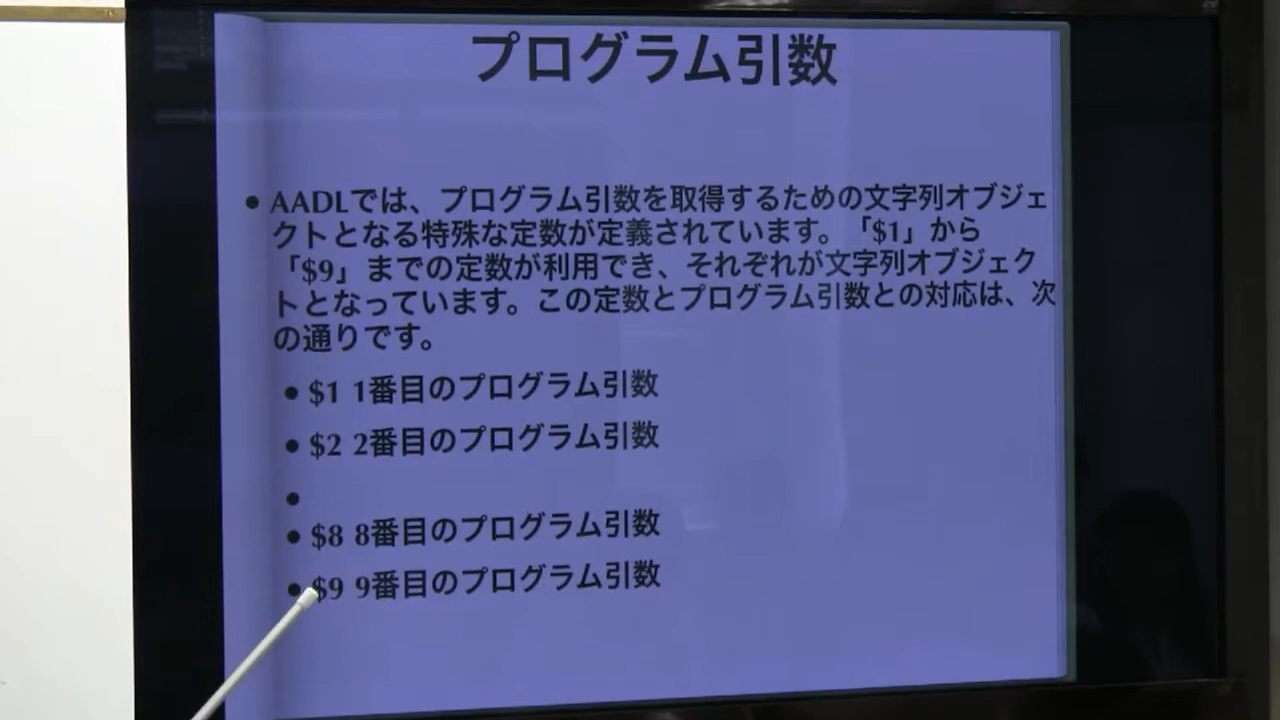 プログラム引数
• AADLでは、プログラム引数を取得するための文字列オブジェ
クトとなる特殊な定数が定義されています。「$1」から
「$9」までの定数が利用でき、それぞれが文字列オブジェク
トとなっています。この定数とプログラム引数との対応は、次
の通りです。
• $1 1番目のプログラム引数
• $2 2番目のプログラム引数
•
• $8 8番目のプログラム引数
• $9 9番目のプログラム引数